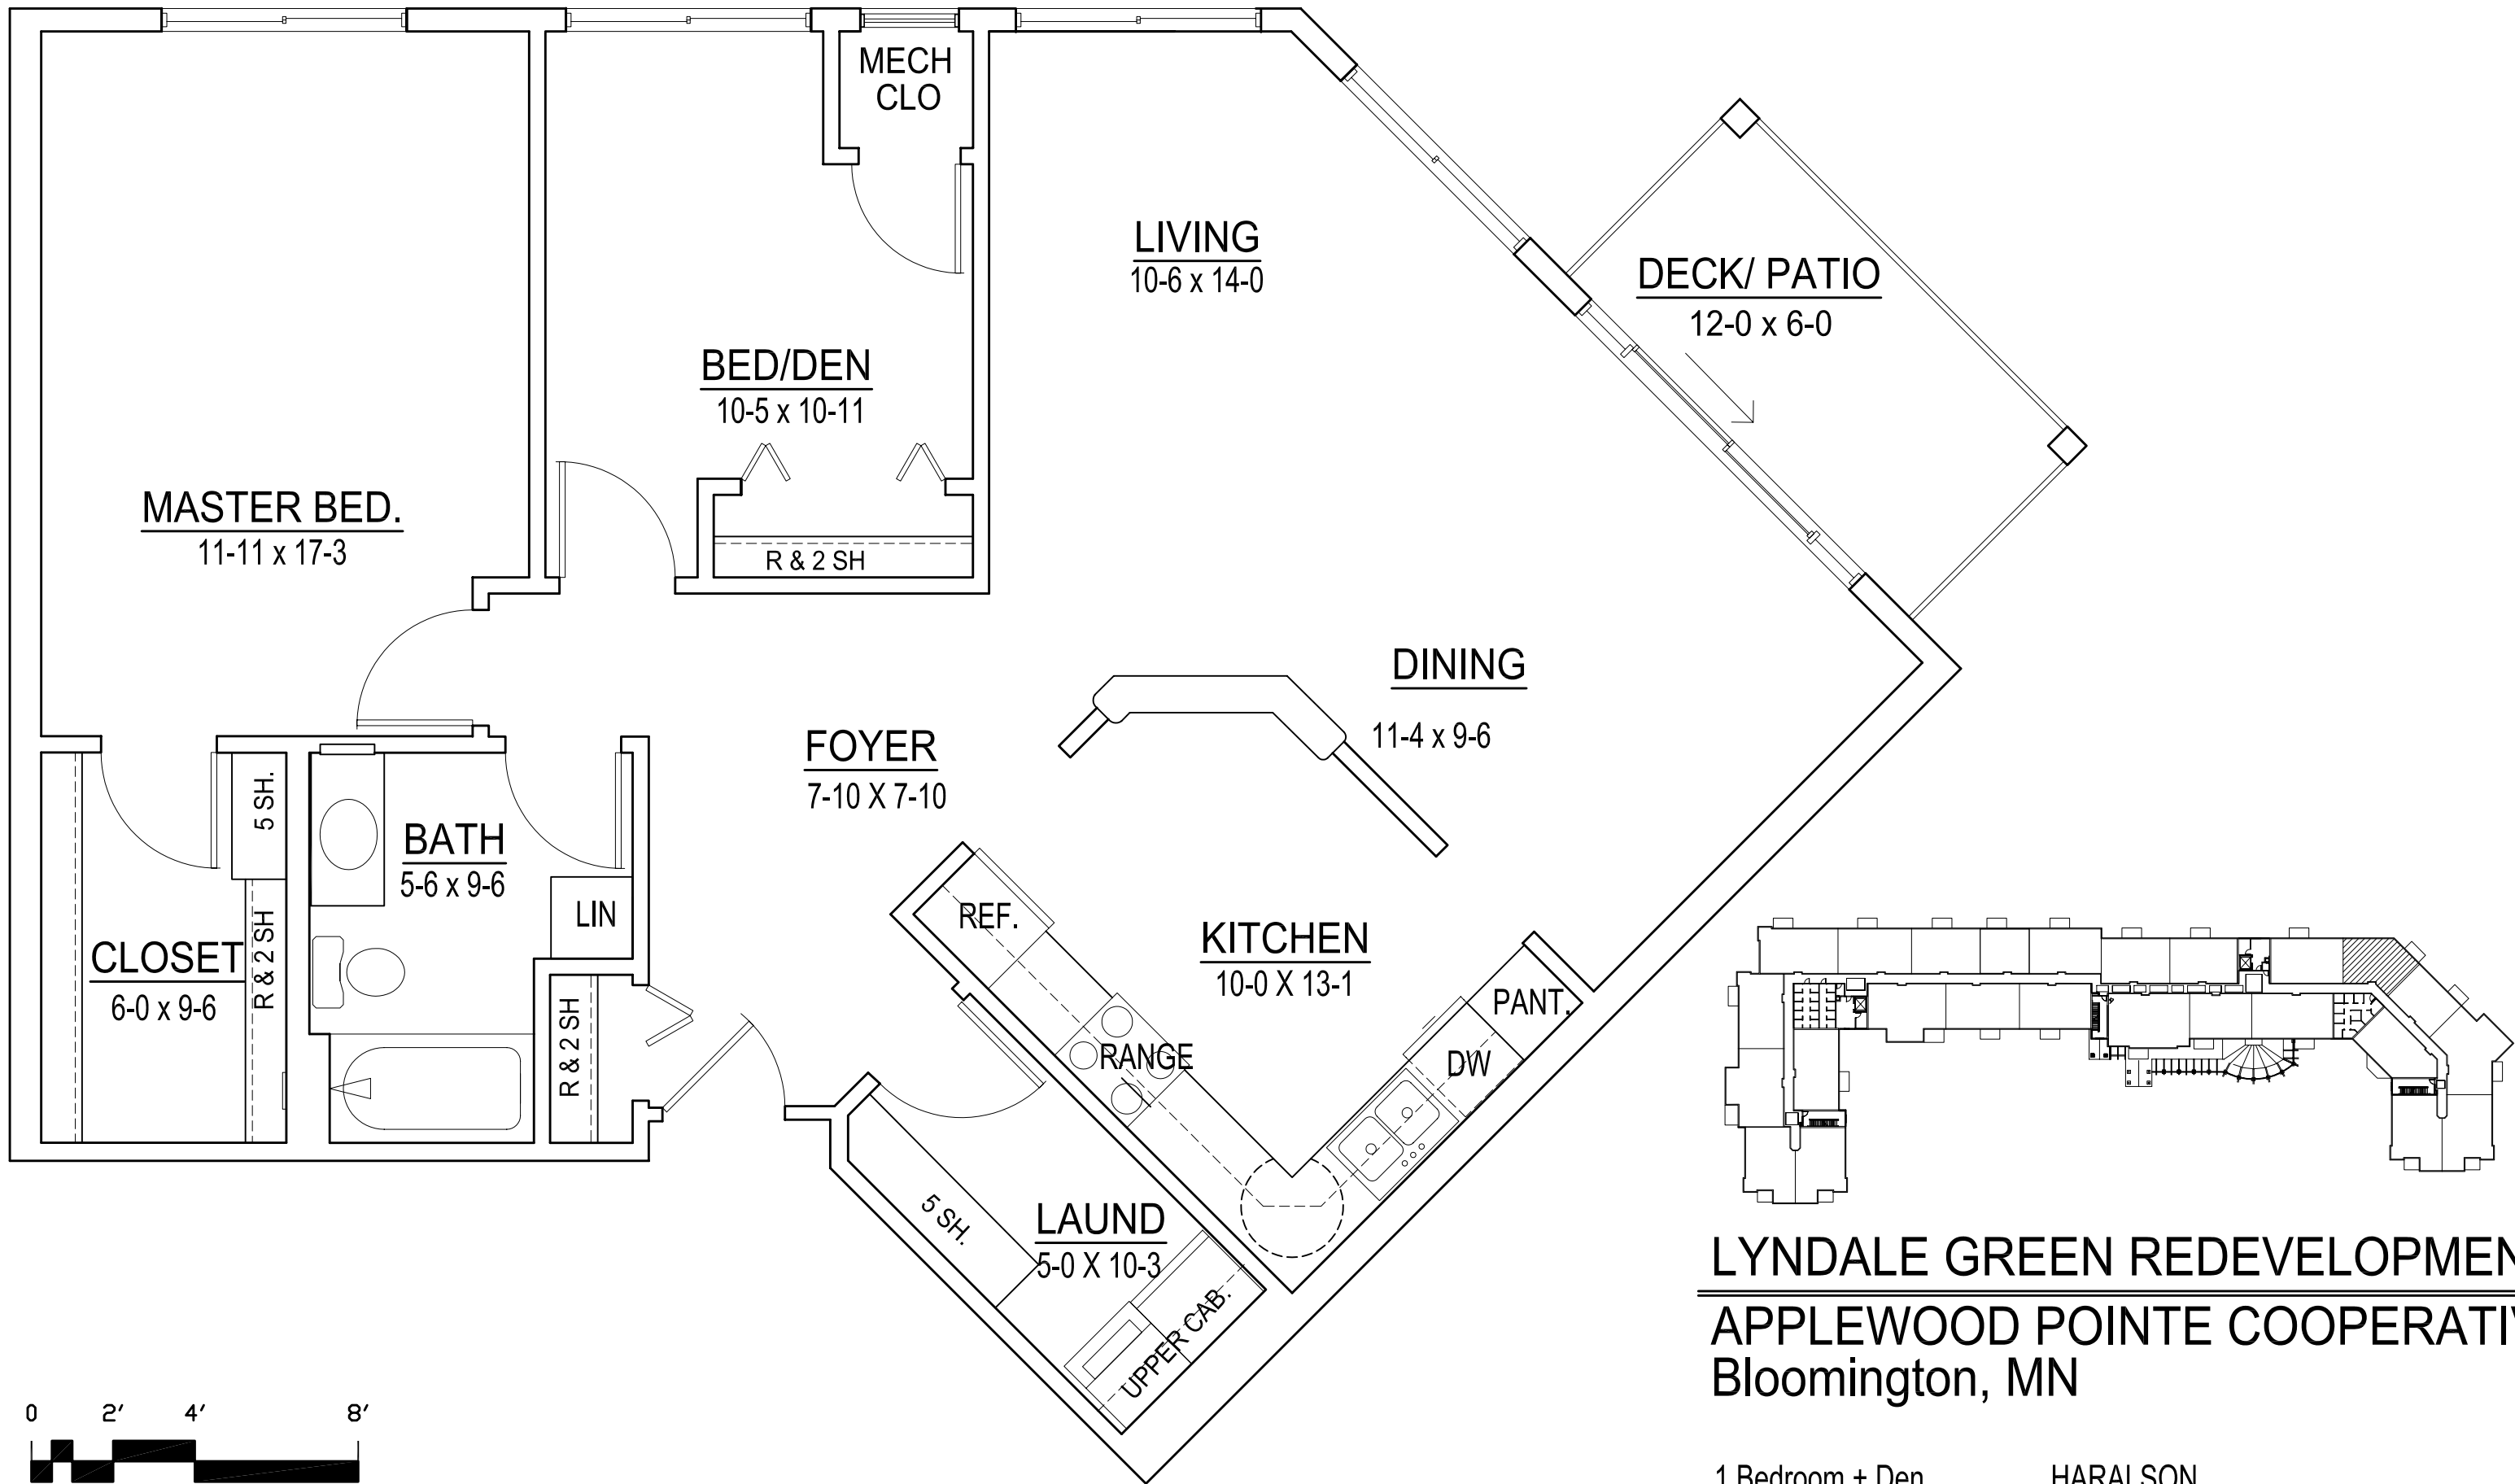 MECH
CLO
LIVING
10-6 x 14-0
DECK/ PATIO
12-0 x 6-0
BED/DEN
10-5 x 10-11
R & 2 SH
MASTER BED.
11-11 x 17-3
DINING
11-4 x 9-6
FOYER
7-10 X 7-10
5 SH.
BATH
5-6 x 9-6
LIN
CLOSET
6-0 x 9-6
R & 2 SH
R & 2 SH
REF.
KITCHEN
10-0 X 13-1
PANT.
RANGE
DW
5 SH.
LAUND
5-0 X 10-3
UPPER CAB.
0 2' 4' 8'
LYNDALE GREEN REDEVELOPMEN
APPLEWOOD POINTE COOPERATIV
Bloomington, MN
1 Bedroom + Den HARALSON